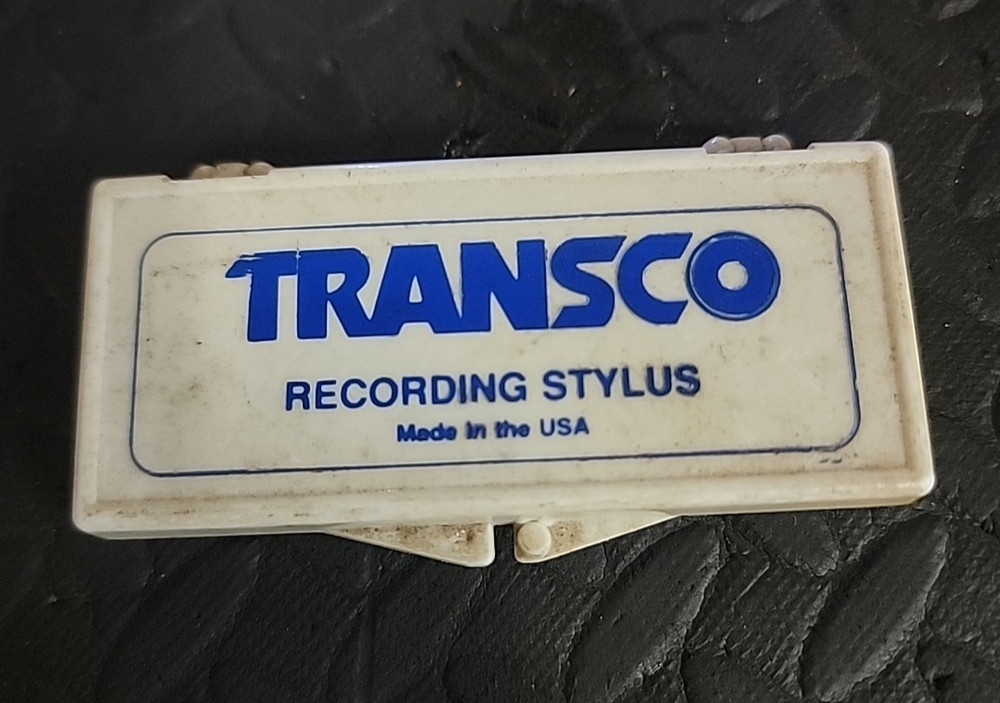 TRANSCO
RECORDING STYLUS
Made in the USA